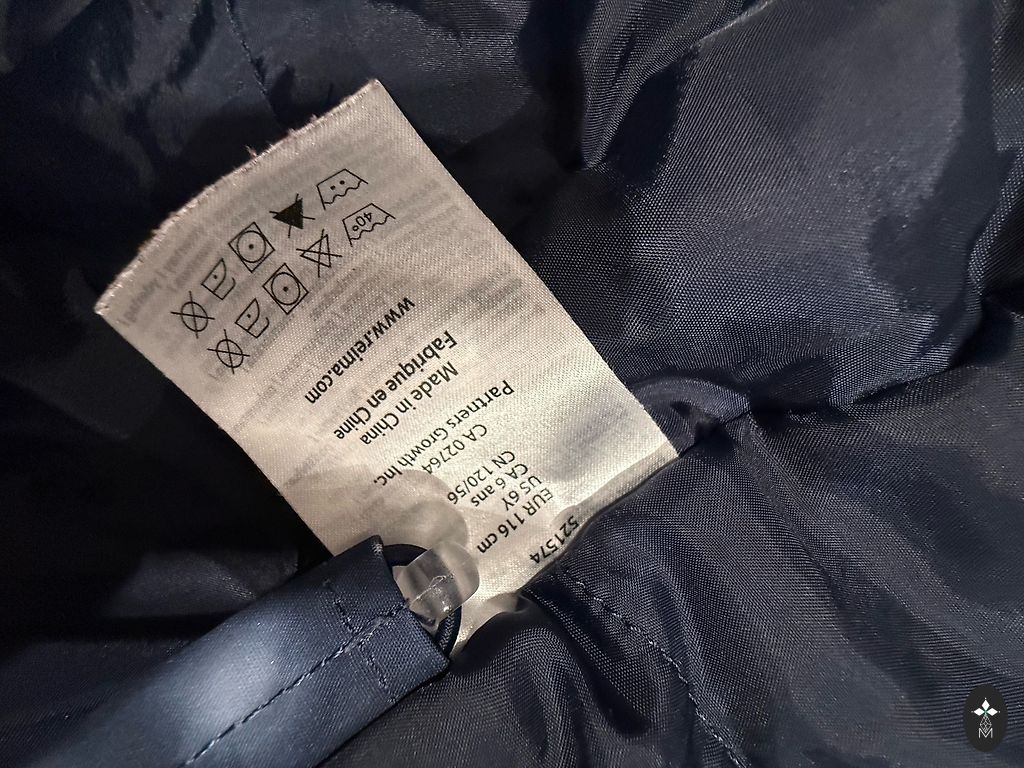 521574
EUR 116 cm
US 6Y
CA 6 ans
CN 120/56
CA 02764
Partners Growth Inc.
Made in China
Fabriqué en Chine
www.reima.com
40°
M